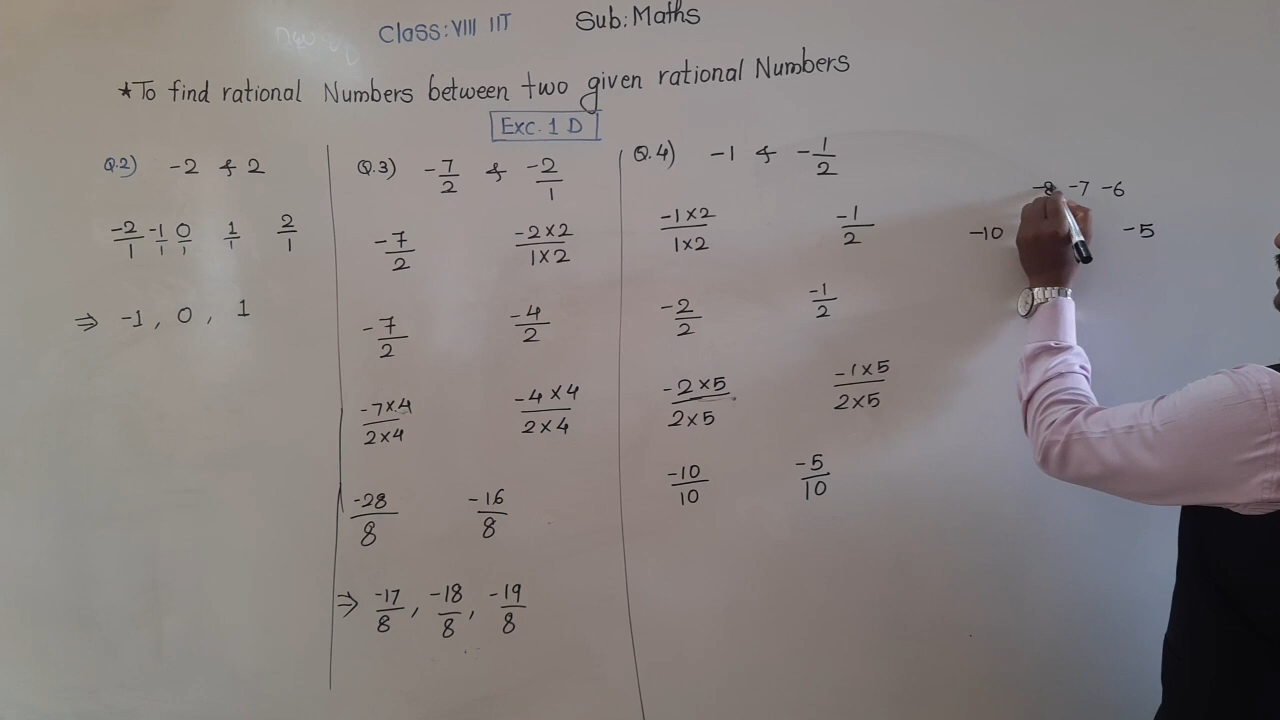 Class: VIII IIT Sub: Maths
*To find rational Numbers between two given rational Numbers
Exc. 1 D
Q.2) -2 & 2
-2/1 -1/1 0/1 1/1 2/1
⇒ -1, 0, 1
Q.3) -7/2 & -2/1
-7/2 -2×2/1×2
-7/2 -4/2
-7×4/2×4 -4×4/2×4
-28/8 -16/8
⇒ -17/8, -18/8, -19/8
Q.4) -1 & -1/2
-1×2/1×2 -1/2
-2/2 -1/2
-2×5/2×5 -1×5/2×5
-10/10 -5/10
-8 -7 -6
-10 -5